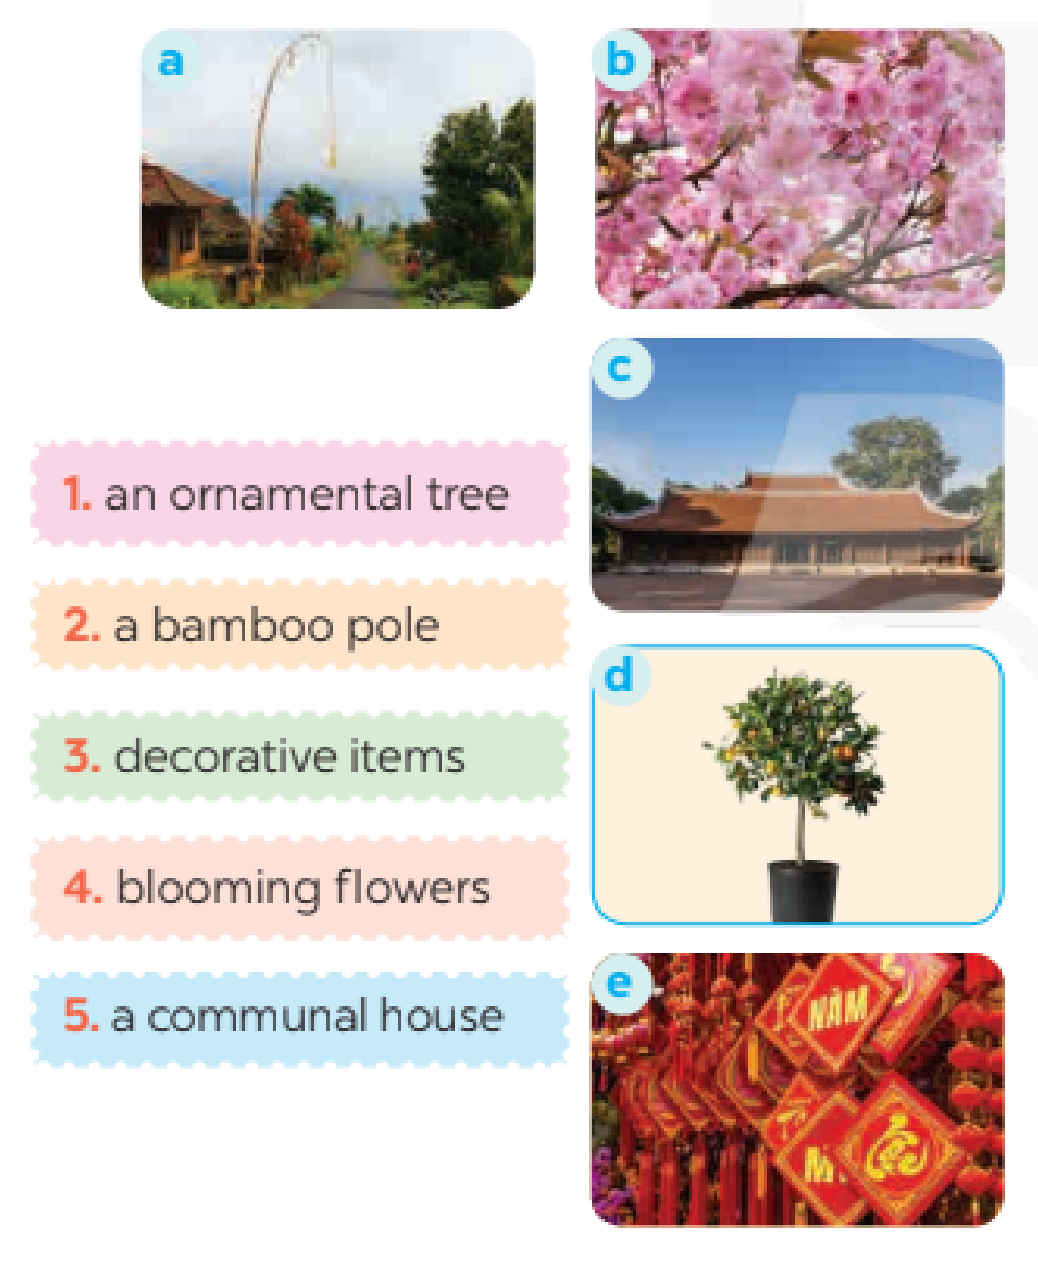 a
b
c
1. an ornamental tree
2. a bamboo pole
d
3. decorative items
4. blooming flowers
5. a communal house
e
NĂM